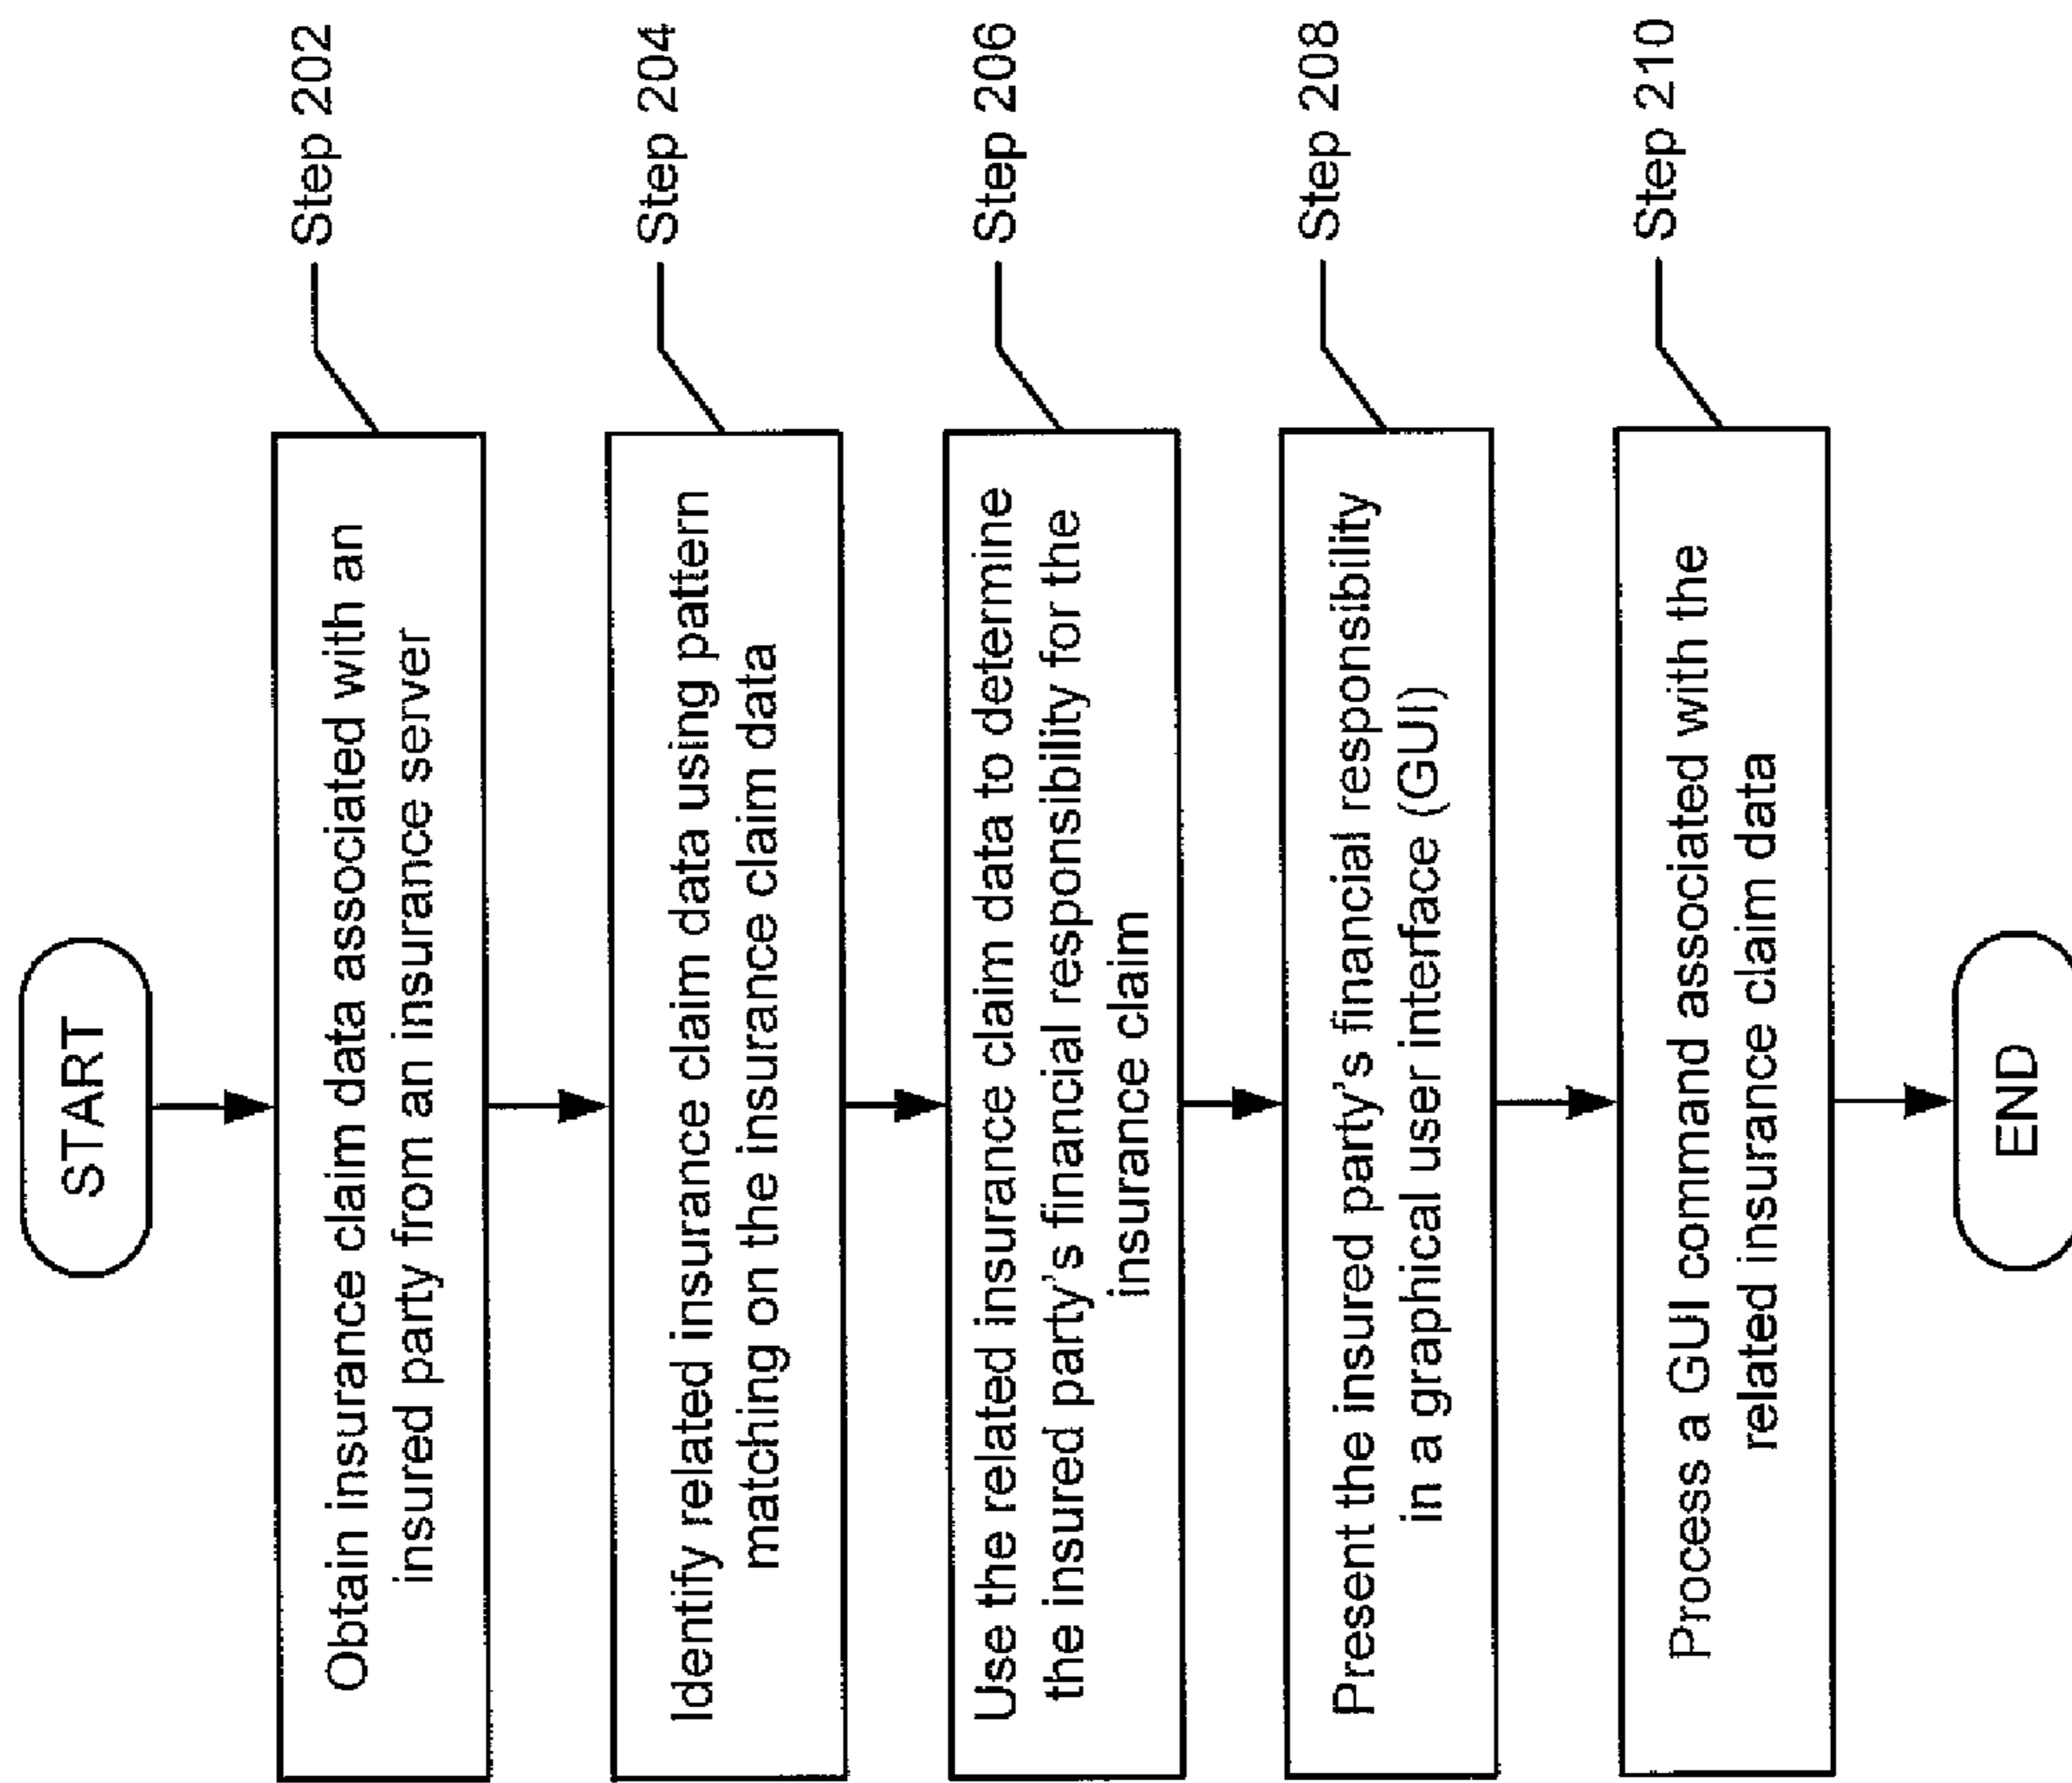 START
Obtain insurance claim data associated with an
insured party from an insurance server
Step 202
Identify related insurance claim data using pattern
matching on the insurance claim data
Step 204
Use the related insurance claim data to determine
the insured party's financial responsibility for the
insurance claim
Step 206
Present the insured party's financial responsibility
in a graphical user interface (GUI)
Step 208
Process a GUI command associated with the
related insurance claim data
Step 210
END